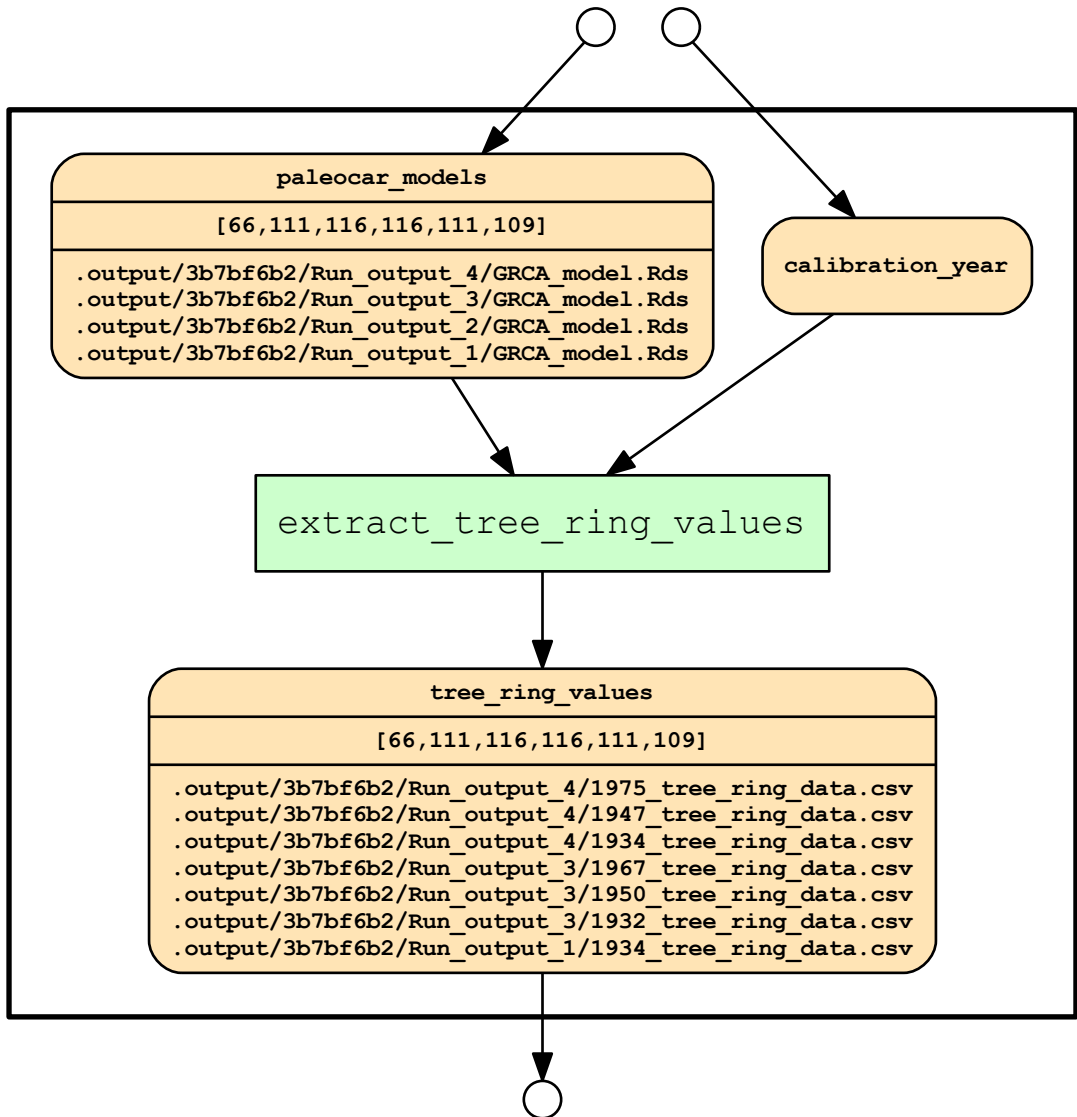 paleocar_models
[66,111,116,116,111,109]
.output/3b7bf6b2/Run_output_4/GRCA_model.Rds
.output/3b7bf6b2/Run_output_3/GRCA_model.Rds
.output/3b7bf6b2/Run_output_2/GRCA_model.Rds
.output/3b7bf6b2/Run_output_1/GRCA_model.Rds
calibration_year
extract_tree_ring_values
tree_ring_values
[66,111,116,116,111,109]
.output/3b7bf6b2/Run_output_4/1975_tree_ring_data.csv
.output/3b7bf6b2/Run_output_4/1947_tree_ring_data.csv
.output/3b7bf6b2/Run_output_4/1934_tree_ring_data.csv
.output/3b7bf6b2/Run_output_3/1967_tree_ring_data.csv
.output/3b7bf6b2/Run_output_3/1950_tree_ring_data.csv
.output/3b7bf6b2/Run_output_3/1932_tree_ring_data.csv
.output/3b7bf6b2/Run_output_1/1934_tree_ring_data.csv